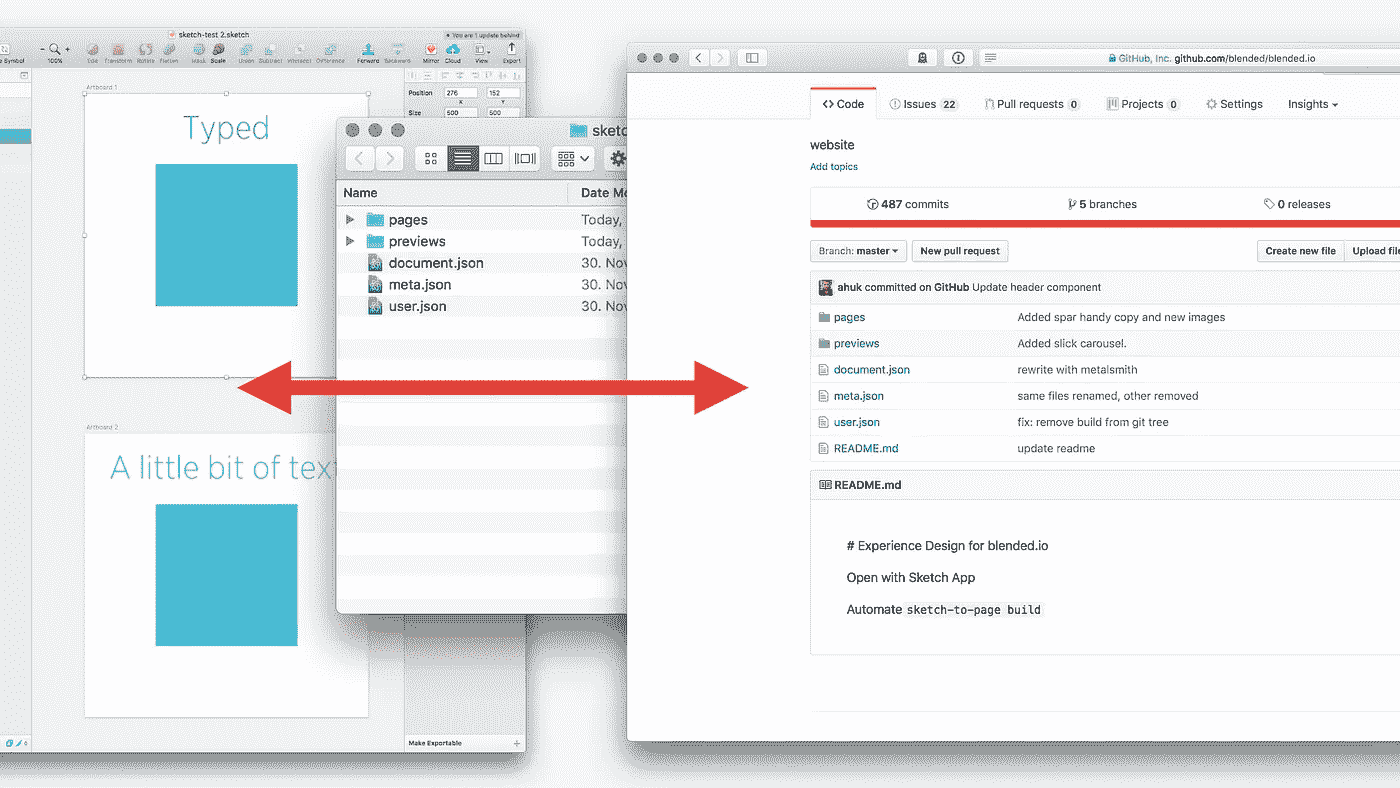 sketch-test 2.sketch
You are 1 update behind
e Symbol
100%
Edit Transform Rotate Flatten
Mask Scale
Union Subtract Intersect Difference
Forward Backward
Mirror Cloud
View
Export
Artboard 1
Typed
Position 276 152
X Y
Size 500 500
Artboard 2
A little bit of text
Make Exportable
sketc
Name Date Mo
pages Today,
previews Today,
document.json 30. Nov
meta.json 30. Nov
user.json 30. Nov
GitHub, Inc. github.com/blended/blended.io
Code Issues 22 Pull requests 0 Projects 0 Settings Insights
website
Add topics
487 commits 5 branches 0 releases
Branch: master New pull request Create new file Upload file
ahuk committed on GitHub Update header component
pages Added spar handy copy and new images
previews Added slick carousel.
document.json rewrite with metalsmith
meta.json same files renamed, other removed
user.json fix: remove build from git tree
README.md update readme
README.md
# Experience Design for blended.io
Open with Sketch App
Automate sketch-to-page build